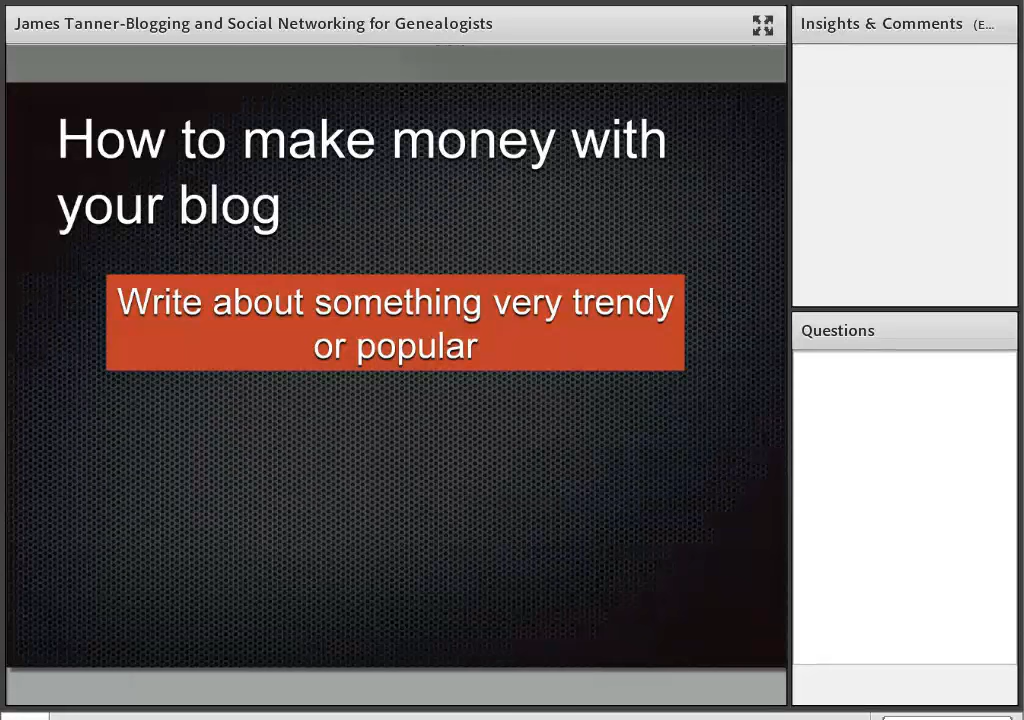 James Tanner-Blogging and Social Networking for Genealogists
How to make money with
your blog
Write about something very trendy
or popular
Insights & Comments (E...
Questions